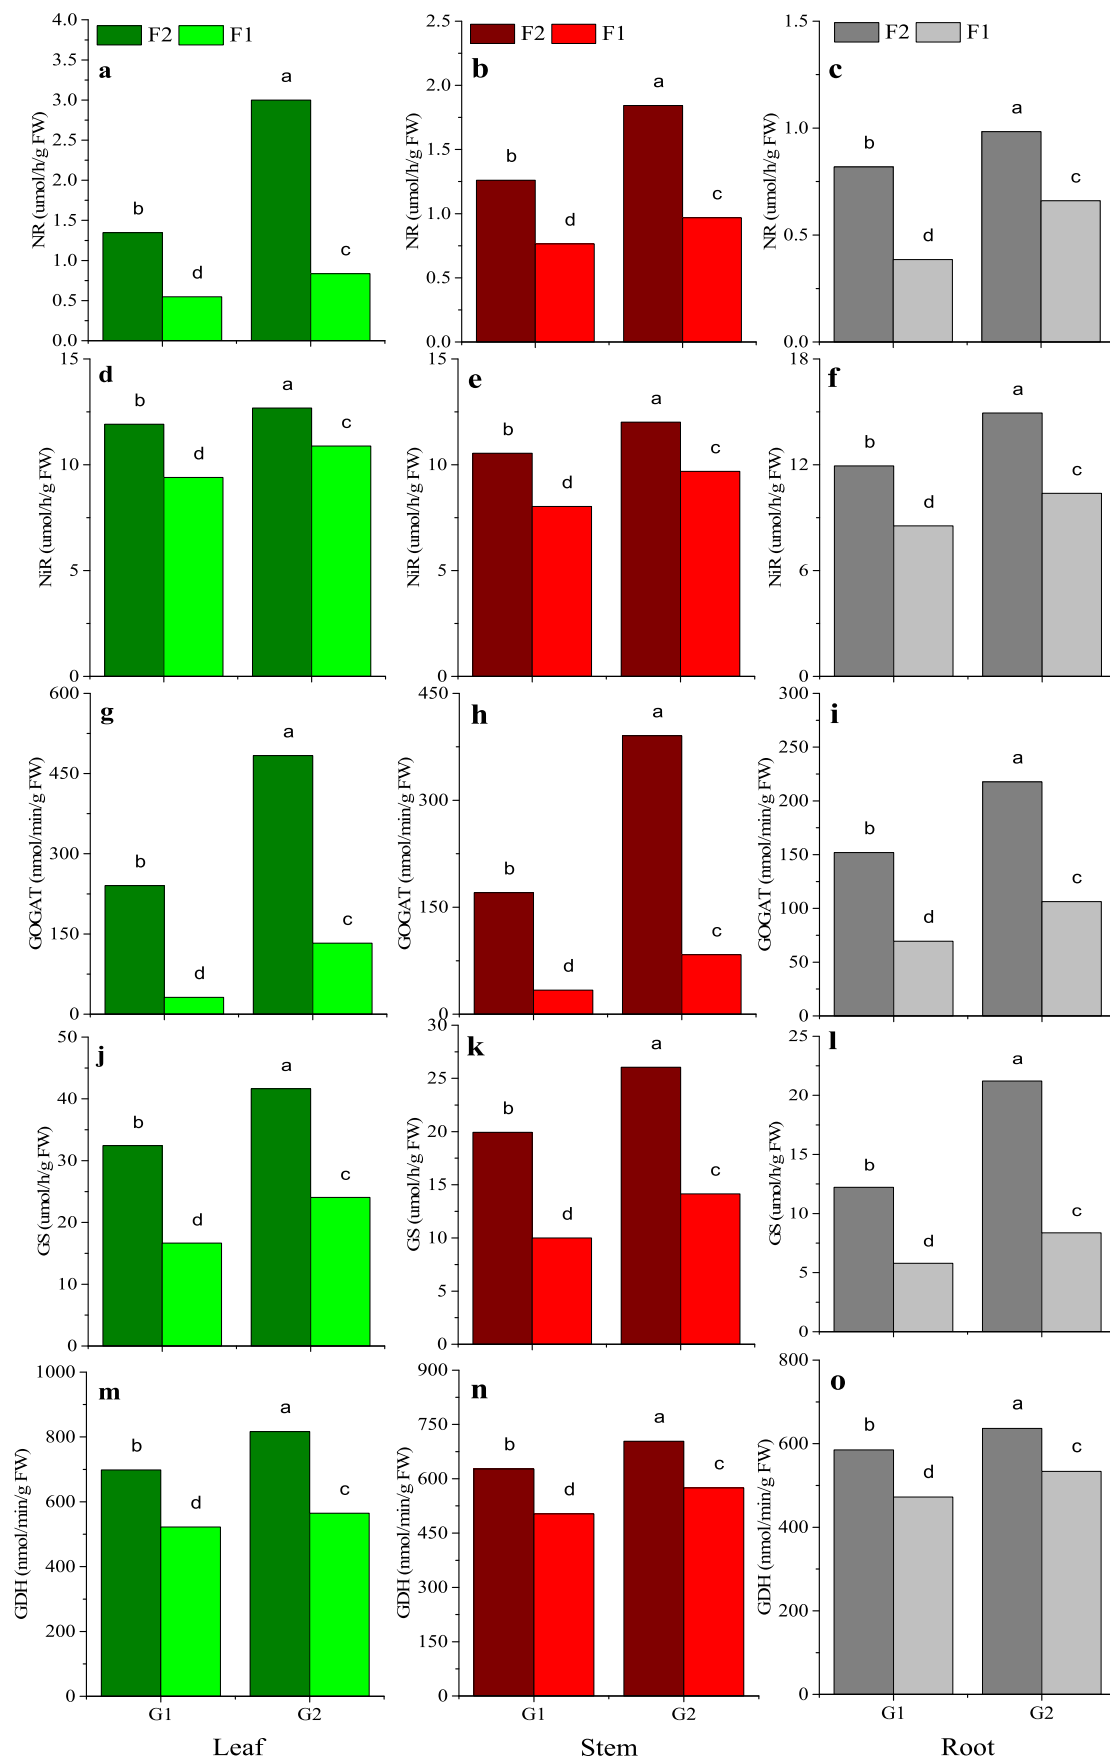 F2 F1
a
NR (umol/h/g FW)
4.0
3.5
3.0
2.5
2.0
1.5
1.0
0.5
0.0
b
d
a
c
F2 F1
b
NR (umol/h/g FW)
2.5
2.0
1.5
1.0
0.5
0.0
b
d
a
c
F2 F1
c
NR (umol/h/g FW)
1.5
1.0
0.5
0.0
b
d
a
c
d
NiR (umol/h/g FW)
15
10
5
0
b
d
a
c
e
NiR (umol/h/g FW)
15
10
5
0
b
d
a
c
f
NiR (umol/h/g FW)
18
12
6
0
b
d
a
c
g
GOGAT (nmol/min/g FW)
600
450
300
150
0
b
d
a
c
h
GOGAT (nmol/min/g FW)
450
300
150
0
b
d
a
c
i
GOGAT (nmol/min/g FW)
300
250
200
150
100
50
0
b
d
a
c
j
GS (umol/h/g FW)
50
40
30
20
10
0
b
d
a
c
k
GS (umol/h/g FW)
30
25
20
15
10
5
0
b
d
a
c
l
GS (umol/h/g FW)
25
20
15
10
5
0
b
d
a
c
m
GDH (nmol/min/g FW)
1000
800
600
400
200
0
b
d
a
c
G1 G2
Leaf
n
GDH (nmol/min/g FW)
900
750
600
450
300
150
0
b
d
a
c
G1 G2
Stem
o
GDH (nmol/min/g FW)
800
600
400
200
0
b
d
a
c
G1 G2
Root